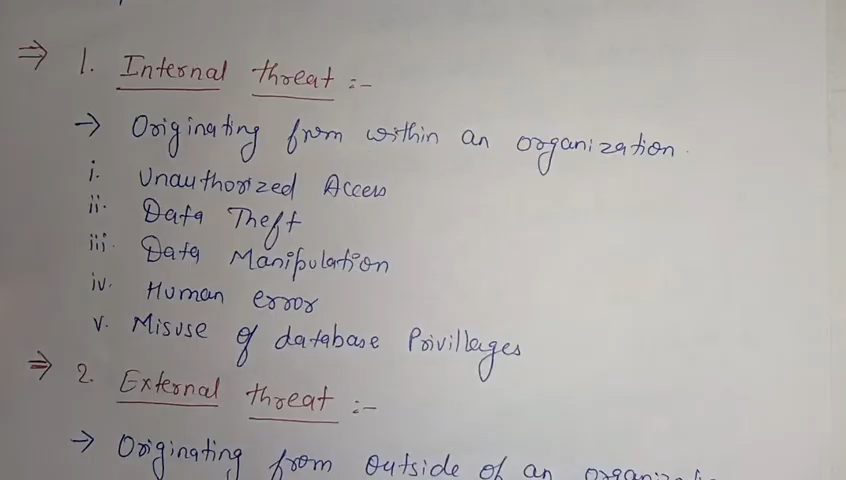 ⇒ 1. Internal threat :-
→ Originating from within an organization.
i. Unauthorized Access
ii. Data Theft
iii. Data Manipulation
iv. Human error
v. Misuse of database Privillages
⇒ 2. External threat :-
→ Originating from outside of an